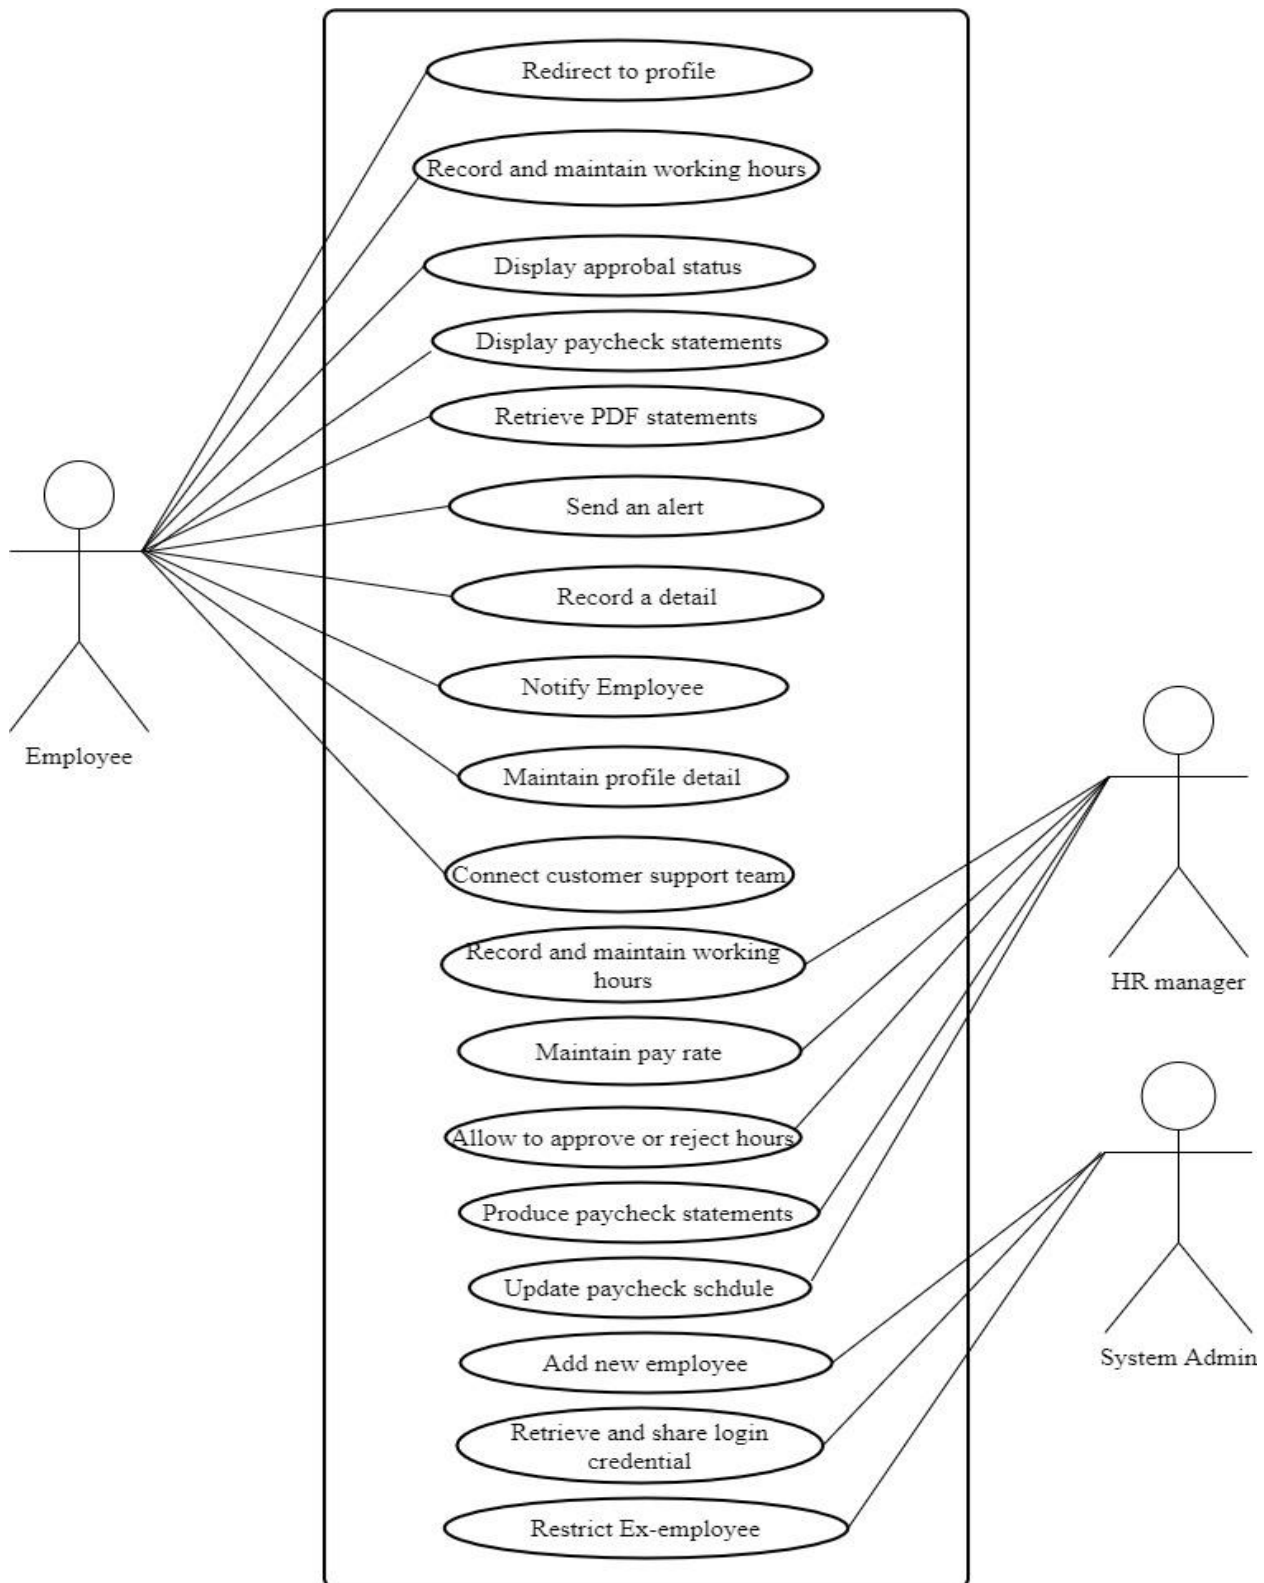 Redirect to profile
Record and maintain working hours
Display approbal status
Display paycheck statements
Retrieve PDF statements
Send an alert
Record a detail
Notify Employee
Employee
Maintain profile detail
Connect customer support team
Record and maintain working
hours
HR manager
Maintain pay rate
Allow to approve or reject hours
Produce paycheck statements
Update paycheck schdule
System Admin
Add new employee
Retrieve and share login
credential
Restrict Ex-employee